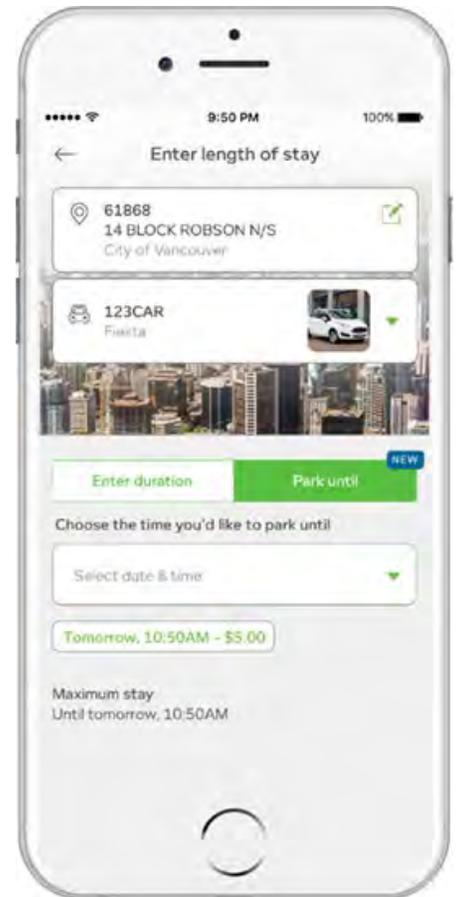 9:50 PM
100%
Enter length of stay
61868
14 BLOCK ROBSON N/S
City of Vancouver
123CAR
Fiesta
NEW
Enter duration
Park until
Choose the time you'd like to park until
Select date & time
Tomorrow, 10:50AM - $5.00
Maximum stay
Until tomorrow, 10:50AM